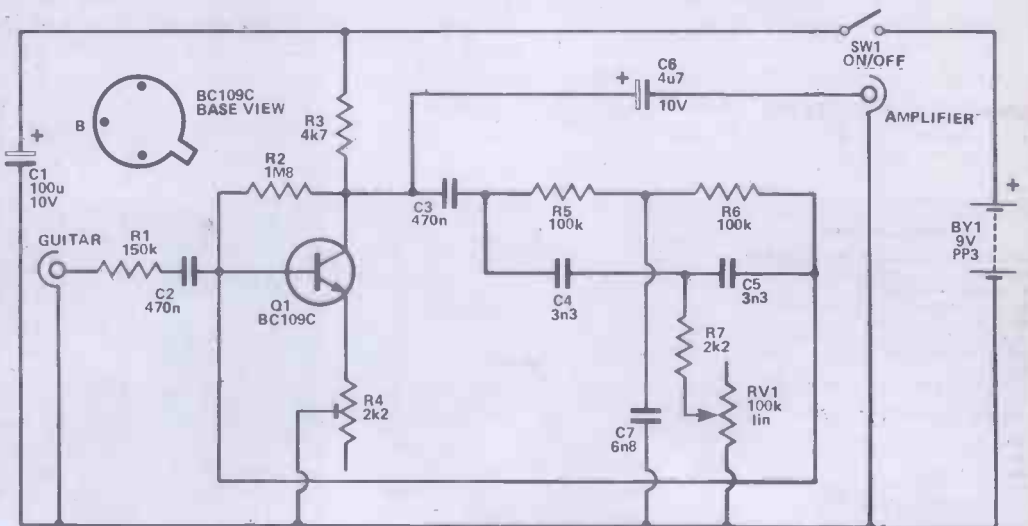 SW1
ON/OFF
C6
4u7
10V
+
AMPLIFIER
BC109C
BASE VIEW
B
R3
4k7
+
C1
100u
10V
R2
1M8
C3
470n
R5
100k
R6
100k
+
BY1
9V
PP3
GUITAR
R1
150k
C2
470n
Q1
BC109C
C4
3n3
C5
3n3
R7
2k2
R4
2k2
RV1
100k
lin
C7
6n8